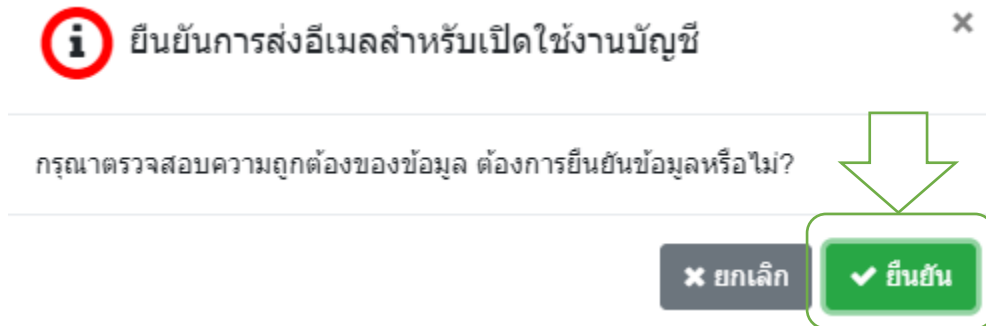 ยืนยันการส่งอีเมลสำหรับเปิดใช้งานบัญชี
กรุณาตรวจสอบความถูกต้องของข้อมูล ต้องการยืนยันข้อมูลหรือไม่?
ยกเลิก
ยืนยัน